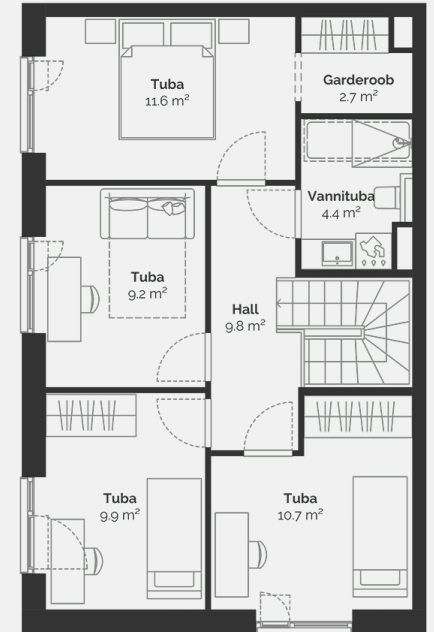 Tuba
11.6 m²
Garderoob
2.7 m²
Vannituba
4.4 m²
Tuba
9.2 m²
Hall
9.8 m²
Tuba
9.9 m²
Tuba
10.7 m²